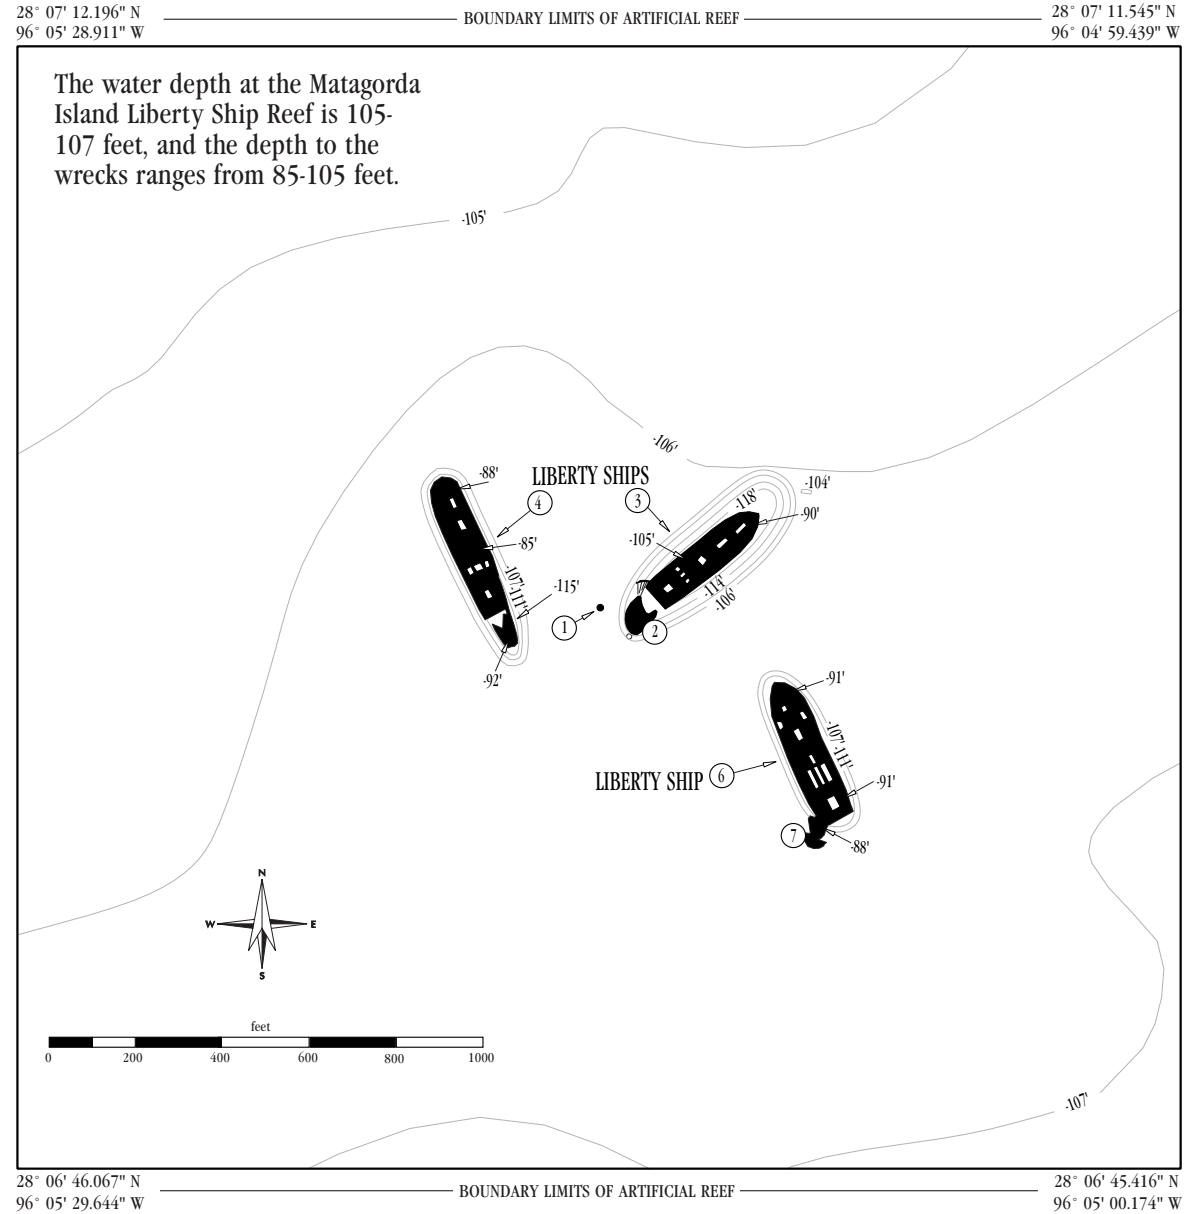 28° 07' 12.196" N
96° 05' 28.911" W
BOUNDARY LIMITS OF ARTIFICIAL REEF
28° 07' 11.545" N
96° 04' 59.439" W
The water depth at the Matagorda
Island Liberty Ship Reef is 105-
107 feet, and the depth to the
wrecks ranges from 85-105 feet.
-105'
-106'
LIBERTY SHIPS
-88'
4
3
-118'
-104'
-90'
-85'
-105'
-107'
-111'
-115'
-114'
-106'
1
2
-92'
-91'
-107'
-111'
LIBERTY SHIP
6
-91'
7
-88'
N
W
E
S
feet
0
200
400
600
800
1000
-107'
28° 06' 46.067" N
96° 05' 29.644" W
BOUNDARY LIMITS OF ARTIFICIAL REEF
28° 06' 45.416" N
96° 05' 00.174" W